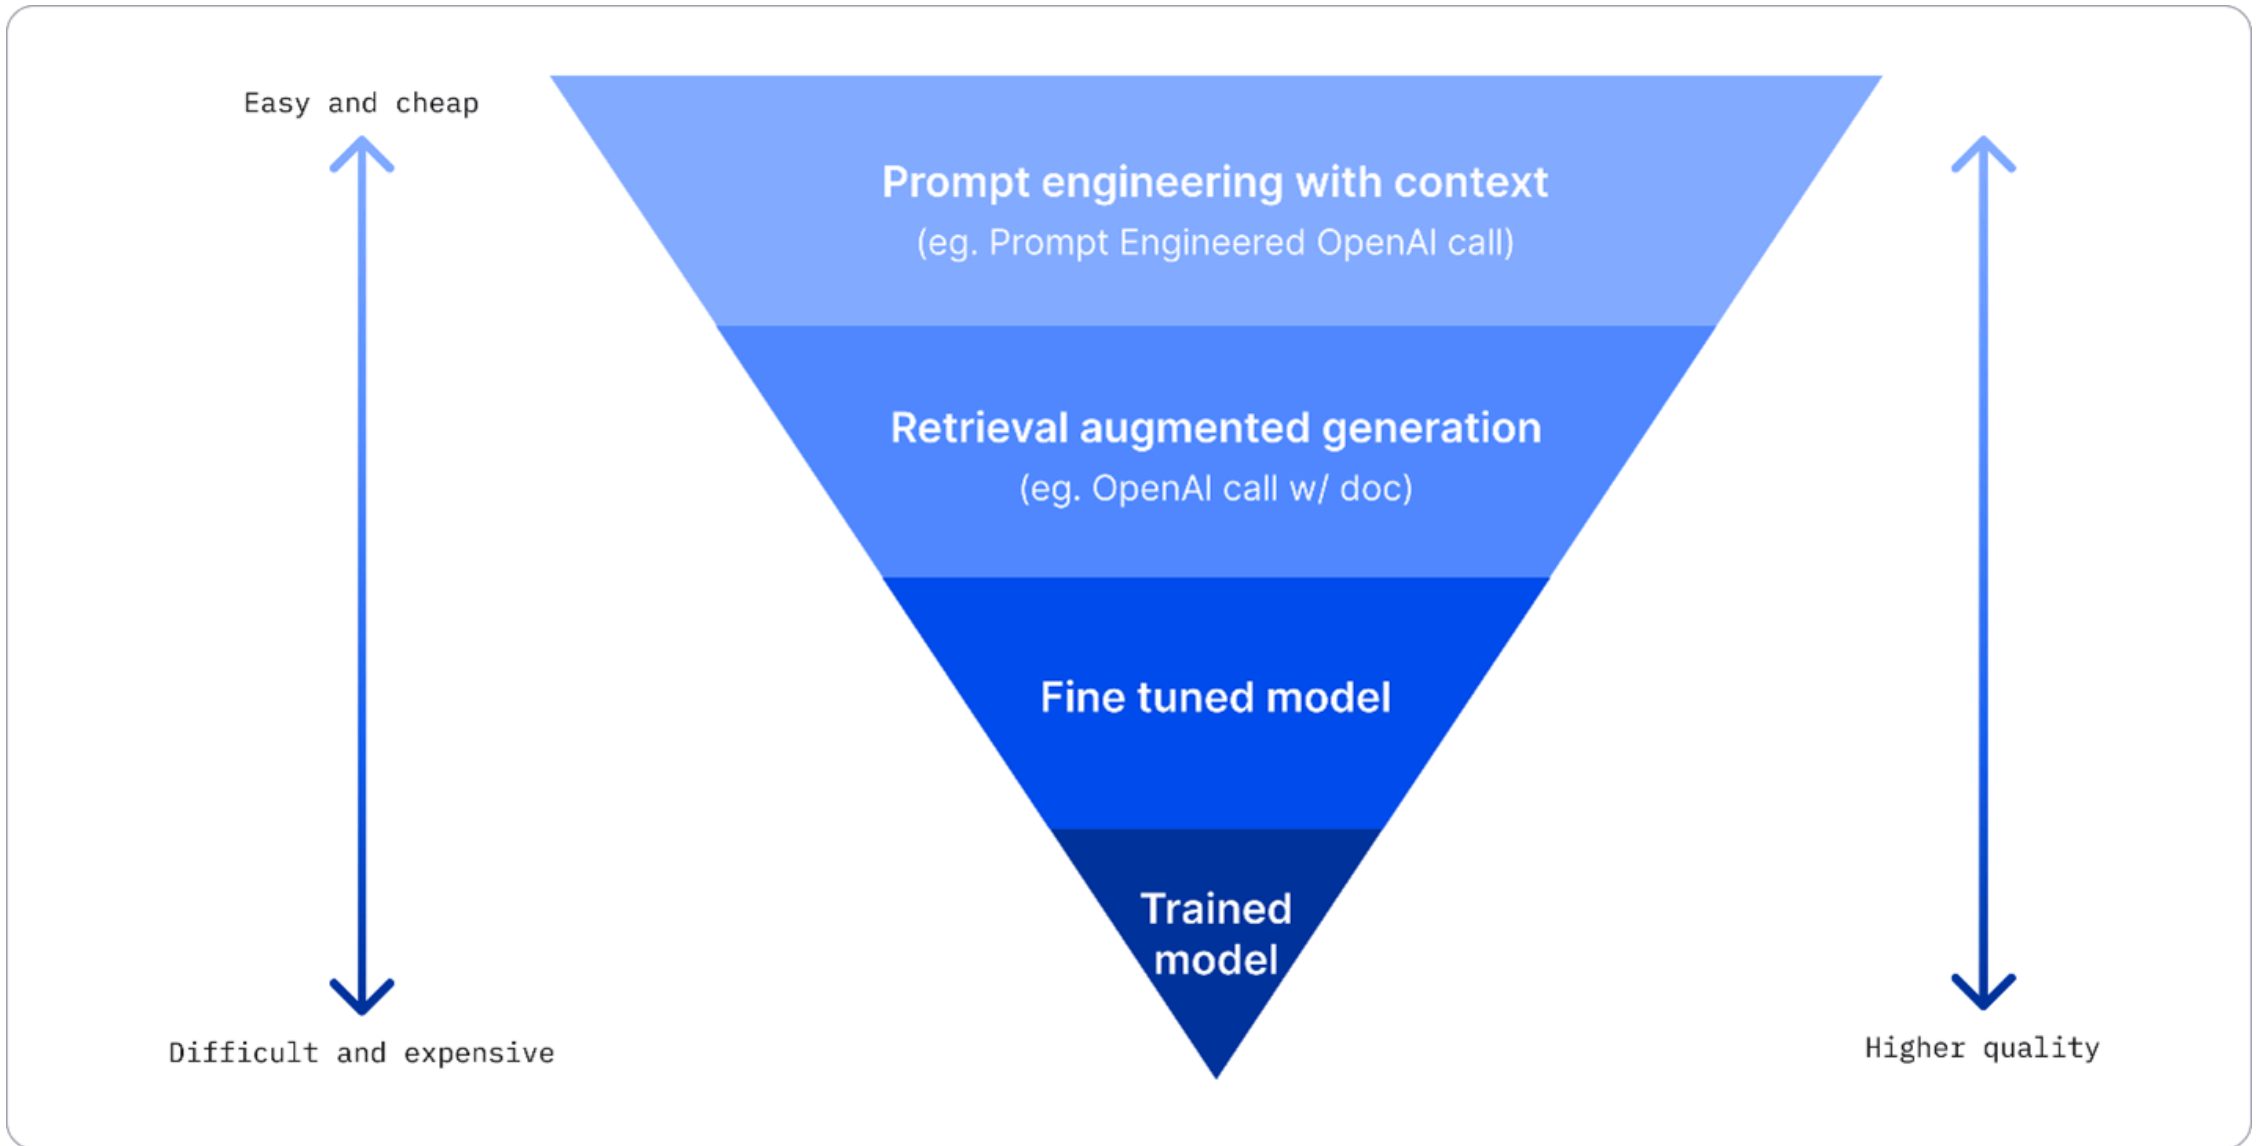 Easy and cheap
Prompt engineering with context
(eg. Prompt Engineered OpenAI call)
Retrieval augmented generation
(eg. OpenAI call w/ doc)
Fine tuned model
Trained
model
Difficult and expensive
Higher quality